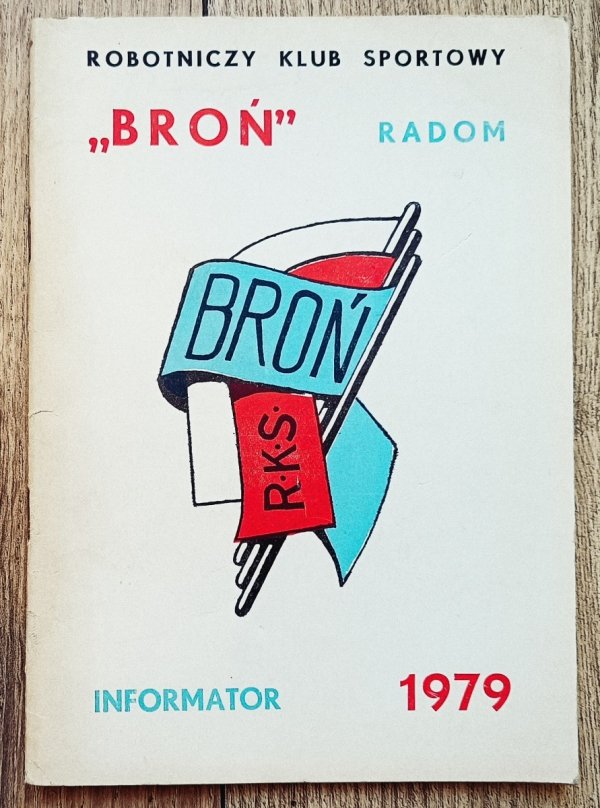 ROBOTNICZY KLUB SPORTOWY
„BROŃ” RADOM
BROŃ
R·K·S·
INFORMATOR 1979